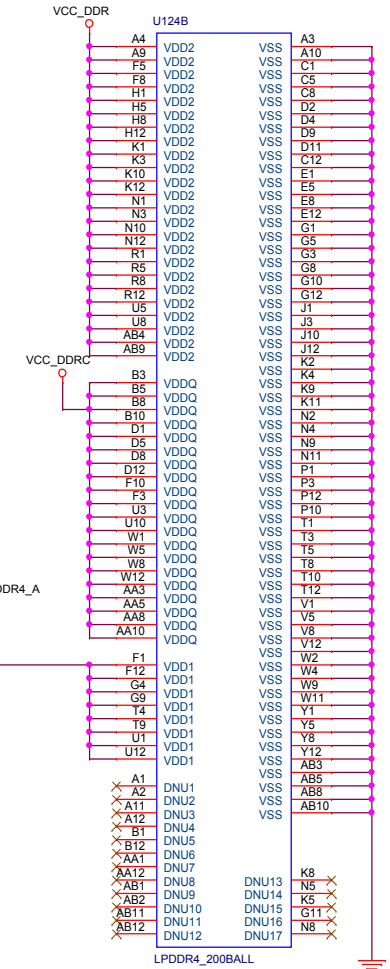 VCC_DDR
U124B
A4 VDD2 VSS A3
A9 VDD2 VSS A10
F5 VDD2 VSS C1
F8 VDD2 VSS C5
H1 VDD2 VSS C8
H5 VDD2 VSS D2
H8 VDD2 VSS D4
H12 VDD2 VSS D9
K1 VDD2 VSS D11
K3 VDD2 VSS C12
K10 VDD2 VSS E1
K12 VDD2 VSS E5
N1 VDD2 VSS E8
N3 VDD2 VSS E12
N10 VDD2 VSS G1
N12 VDD2 VSS G5
R1 VDD2 VSS G3
R5 VDD2 VSS G8
R8 VDD2 VSS G10
R12 VDD2 VSS G12
U5 VDD2 VSS J1
U8 VDD2 VSS J3
AB4 VDD2 VSS J10
AB9 VDD2 VSS J12
VCC_DDRC
VSS K2
B3 VDDQ VSS K4
B5 VDDQ VSS K9
B8 VDDQ VSS K11
B10 VDDQ VSS N2
D1 VDDQ VSS N4
D5 VDDQ VSS N9
D8 VDDQ VSS N11
D12 VDDQ VSS P1
F10 VDDQ VSS P3
F3 VDDQ VSS P12
U3 VDDQ VSS P10
U10 VDDQ VSS T1
W1 VDDQ VSS T3
W5 VDDQ VSS T5
W8 VDDQ VSS T8
W12 VDDQ VSS T10
DDR4_A
AA3 VDDQ VSS T12
AA5 VDDQ VSS V1
AA8 VDDQ VSS V5
AA10 VDDQ VSS V8
VSS V12
F1 VDD1 VSS W2
F12 VDD1 VSS W4
G4 VDD1 VSS W9
G9 VDD1 VSS W11
T4 VDD1 VSS Y1
T9 VDD1 VSS Y5
U1 VDD1 VSS Y8
U12 VDD1 VSS Y12
VSS AB3
A1 DNU1 VSS AB5
A2 DNU2 VSS AB8
A11 DNU3 VSS AB10
A12 DNU4
B1 DNU5
B12 DNU6
AA1 DNU7
AA12 DNU8 DNU13 K8
AB1 DNU9 DNU14 N5
AB2 DNU10 DNU15 K5
AB11 DNU11 DNU16 G11
AB12 DNU12 DNU17 N8
LPDDR4_200BALL